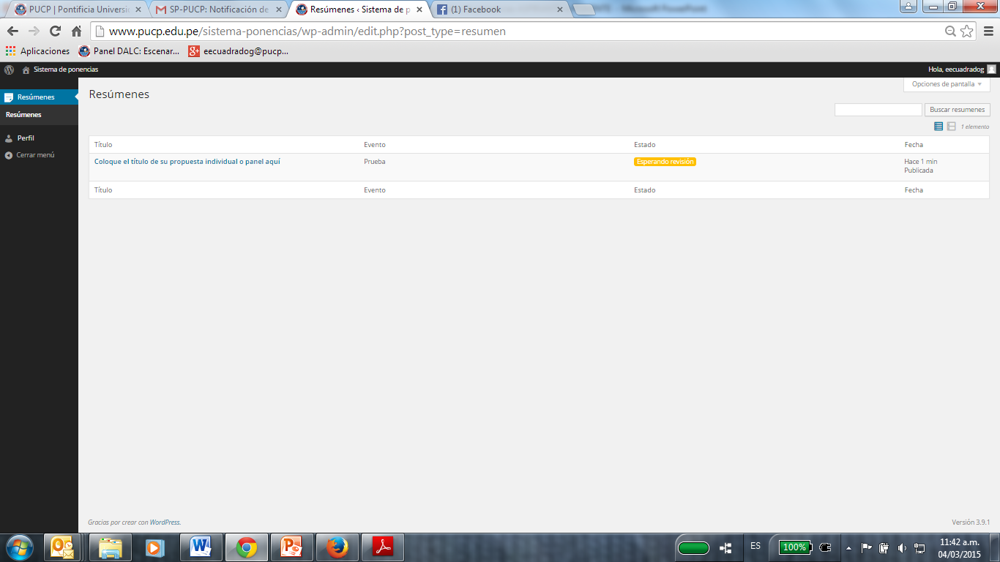 PUCP | Pontificia Universi
SP-PUCP: Notificación de
Resúmenes ‹ Sistema de p
(1) Facebook
Microsoft PowerPoint
www.pucp.edu.pe/sistema-ponencias/wp-admin/edit.php?post_type=resumen
Aplicaciones
Panel DALC: Escenar...
eecuadradog@pucp...
Sistema de ponencias
Hola, eecuadradog
Resúmenes
Opciones de pantalla
Resúmenes
Resúmenes
Buscar resumenes
Perfil
1 elemento
Cerrar menú
Título Evento Estado Fecha
Coloque el título de su propuesta individual o panel aquí Prueba Esperando revisión Hace 1 min
Publicada
Título Evento Estado Fecha
Gracias por crear con WordPress.
Versión 3.9.1
ES
100%
11:42 a.m.
04/03/2015